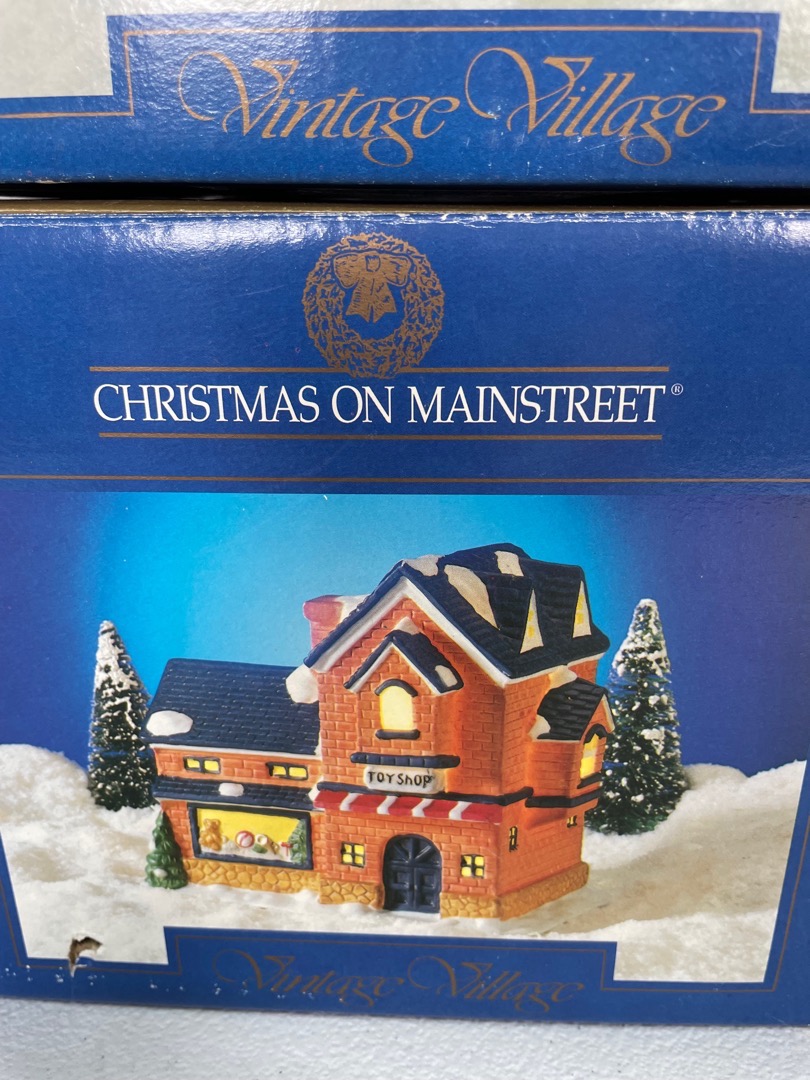 Vintage Village
CHRISTMAS ON MAINSTREET®
TOY ShOP
Vintage Village